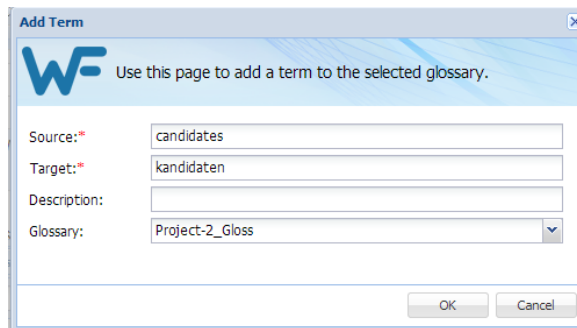 Add Term
WF
Use this page to add a term to the selected glossary.
Source:* candidates
Target:* kandidaten
Description:
Glossary: Project-2_Gloss
OK Cancel